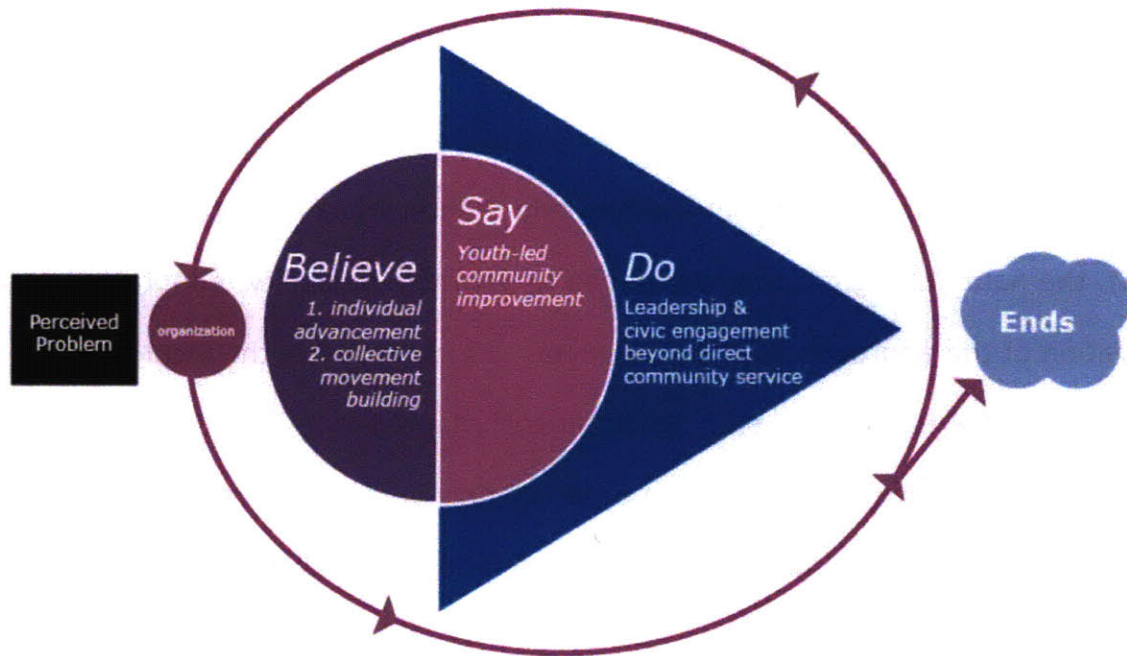 Perceived
Problem
organization
Believe
1. individual
advancement
2. collective
movement
building
Say
Youth-led
community
improvement
Do
Leadership &
civic engagement
beyond direct
community service
Ends